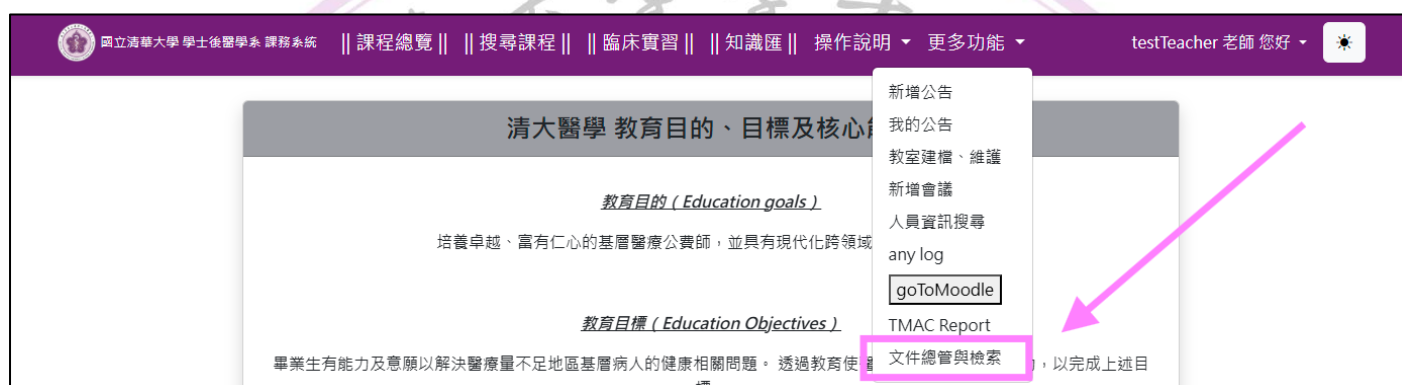 國立清華大學 學士後醫學系 課務系統 || 課程總覽 || || 搜尋課程 || || 臨床實習 || || 知識匯 || 操作說明 更多功能 testTeacher 老師 您好
新增公告
我的公告
教室建檔、維護
新增會議
人員資訊搜尋
any log
goToMoodle
TMAC Report
文件總管與檢索
清大醫學 教育目的、目標及核心
教育目的 ( Education goals )
培養卓越、富有仁心的基層醫療公費師，並具有現代化跨領域
教育目標 ( Education Objectives )
畢業生有能力及意願以解決醫療量不足地區基層病人的健康相關問題。 透過教育使 ，以完成上述目